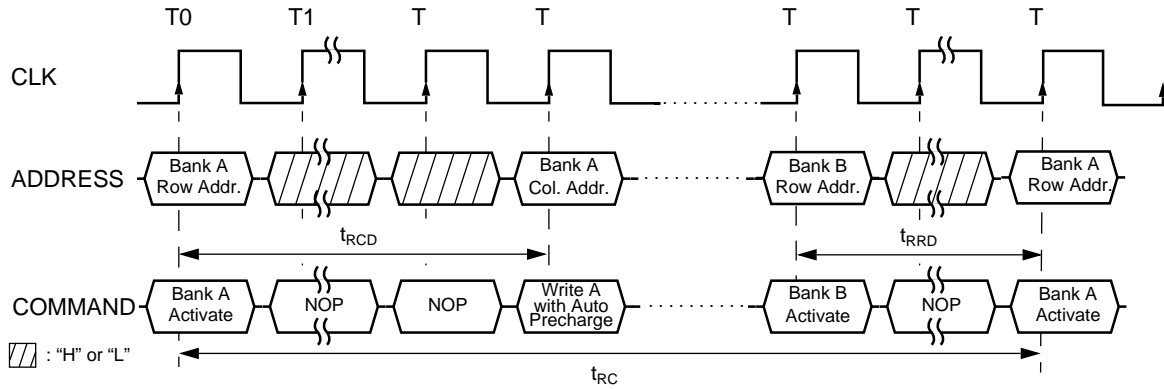 T0 T1 T T T T T
CLK
ADDRESS
Bank A
Row Addr.
Bank A
Col. Addr.
Bank B
Row Addr.
Bank A
Row Addr.
tRCD
tRRD
COMMAND
Bank A
Activate
NOP
NOP
Write A
with Auto
Precharge
Bank B
Activate
NOP
Bank A
Activate
: “H” or “L”
tRC